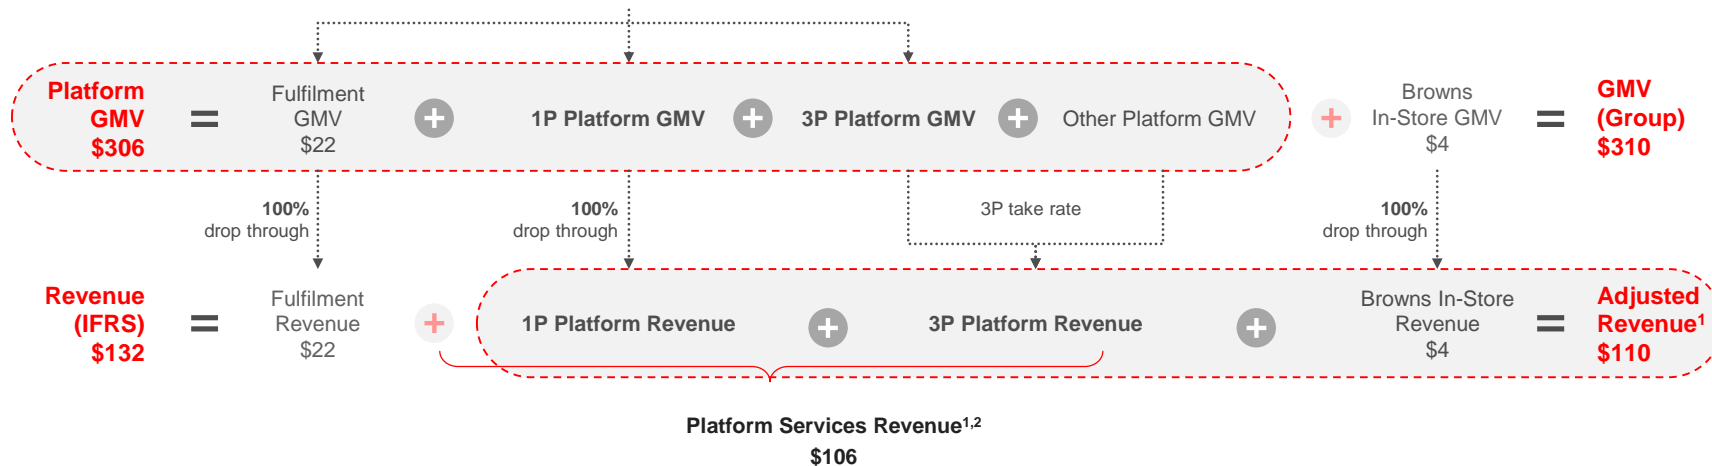 Platform
GMV
$306
=
Fulfilment
GMV
$22
+
1P Platform GMV
+
3P Platform GMV
+
Other Platform GMV
+
Browns
In-Store GMV
$4
=
GMV
(Group)
$310
100%
drop through
100%
drop through
3P take rate
100%
drop through
Revenue
(IFRS)
$132
=
Fulfilment
Revenue
$22
+
1P Platform Revenue
+
3P Platform Revenue
+
Browns In-Store
Revenue
$4
=
Adjusted
Revenue¹
$110
Platform Services Revenue¹,²
$106